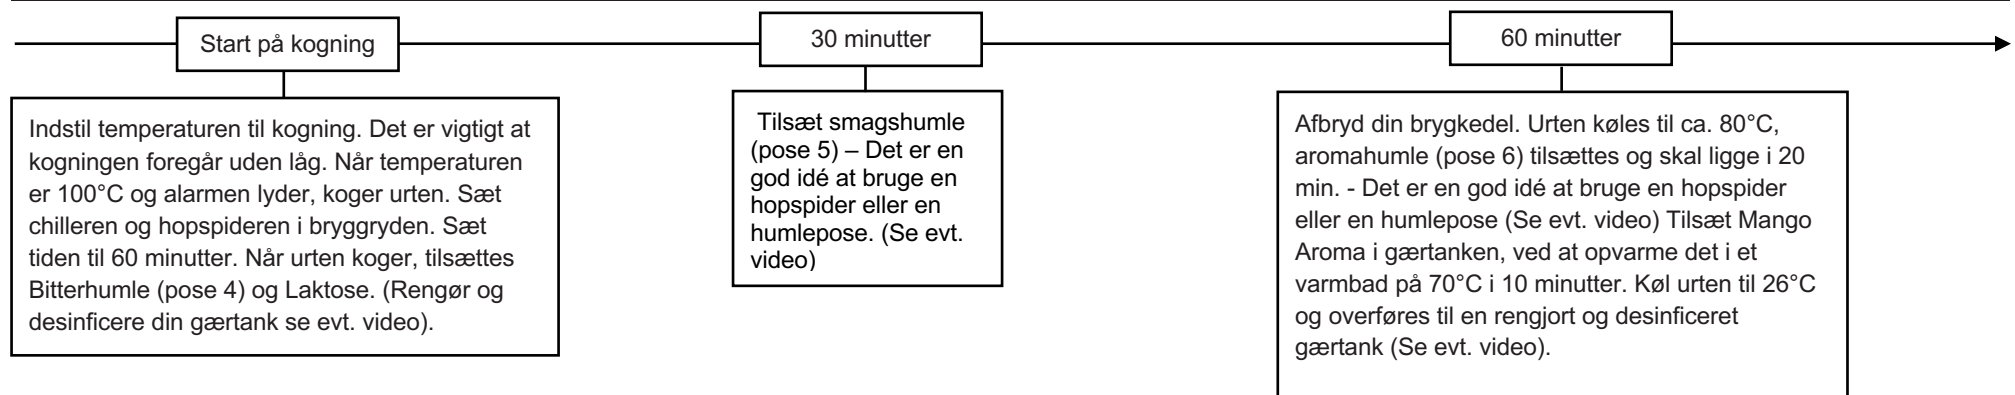 Start på kogning
30 minutter
60 minutter
Indstil temperaturen til kogning. Det er vigtigt at
kogningen foregår uden låg. Når temperaturen
er 100°C og alarmen lyder, koger urten. Sæt
chilleren og hopspideren i bryggryden. Sæt
tiden til 60 minutter. Når urten koger, tilsættes
Bitterhumle (pose 4) og Laktose. (Rengør og
desinficere din gærtank se evt. video).
Tilsæt smagshumle
(pose 5) – Det er en
god idé at bruge en
hopspider eller en
humlepose. (Se evt.
video)
Afbryd din brygkedel. Urten køles til ca. 80°C,
aromahumle (pose 6) tilsættes og skal ligge i 20
min. - Det er en god idé at bruge en hopspider
eller en humlepose (Se evt. video) Tilsæt Mango
Aroma i gærtanken, ved at opvarme det i et
varmbad på 70°C i 10 minutter. Køl urten til 26°C
og overføres til en rengjort og desinficeret
gærtank (Se evt. video).